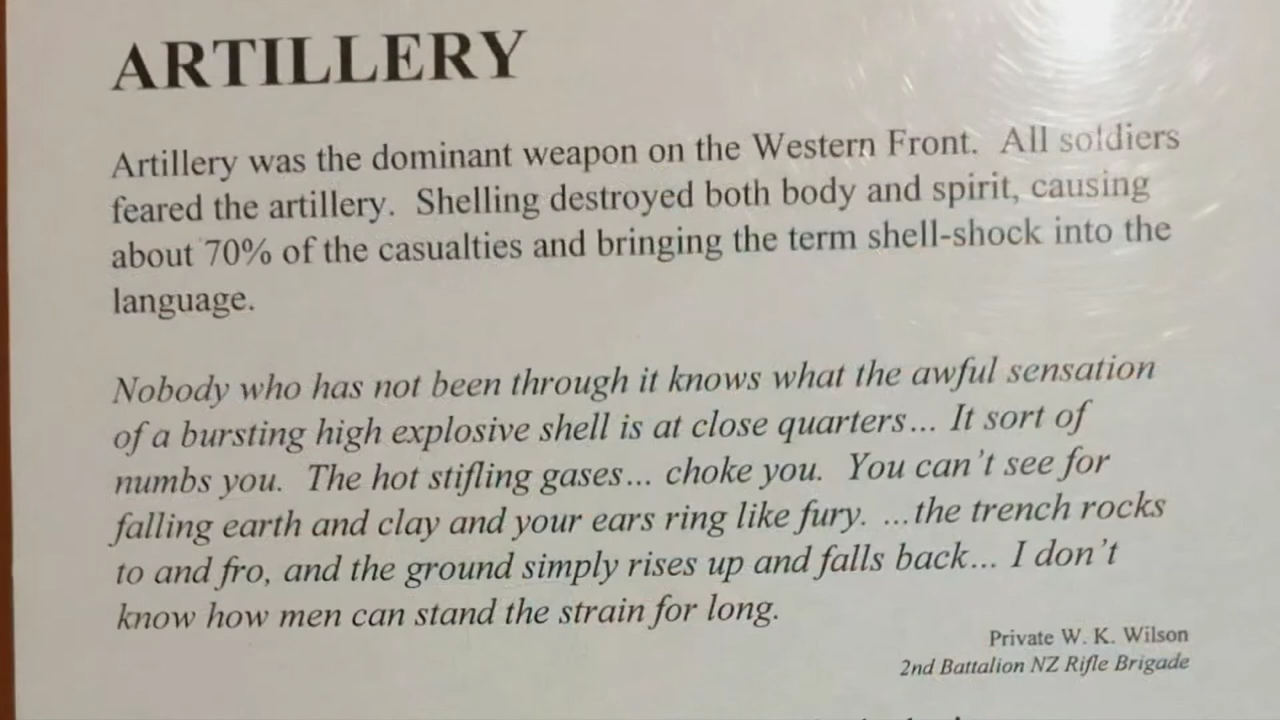 ARTILLERY
Artillery was the dominant weapon on the Western Front. All soldiers
feared the artillery. Shelling destroyed both body and spirit, causing
about 70% of the casualties and bringing the term shell-shock into the
language.
Nobody who has not been through it knows what the awful sensation
of a bursting high explosive shell is at close quarters... It sort of
numbs you. The hot stifling gases... choke you. You can't see for
falling earth and clay and your ears ring like fury. ...the trench rocks
to and fro, and the ground simply rises up and falls back... I don't
know how men can stand the strain for long.
Private W. K. Wilson
2nd Battalion NZ Rifle Brigade